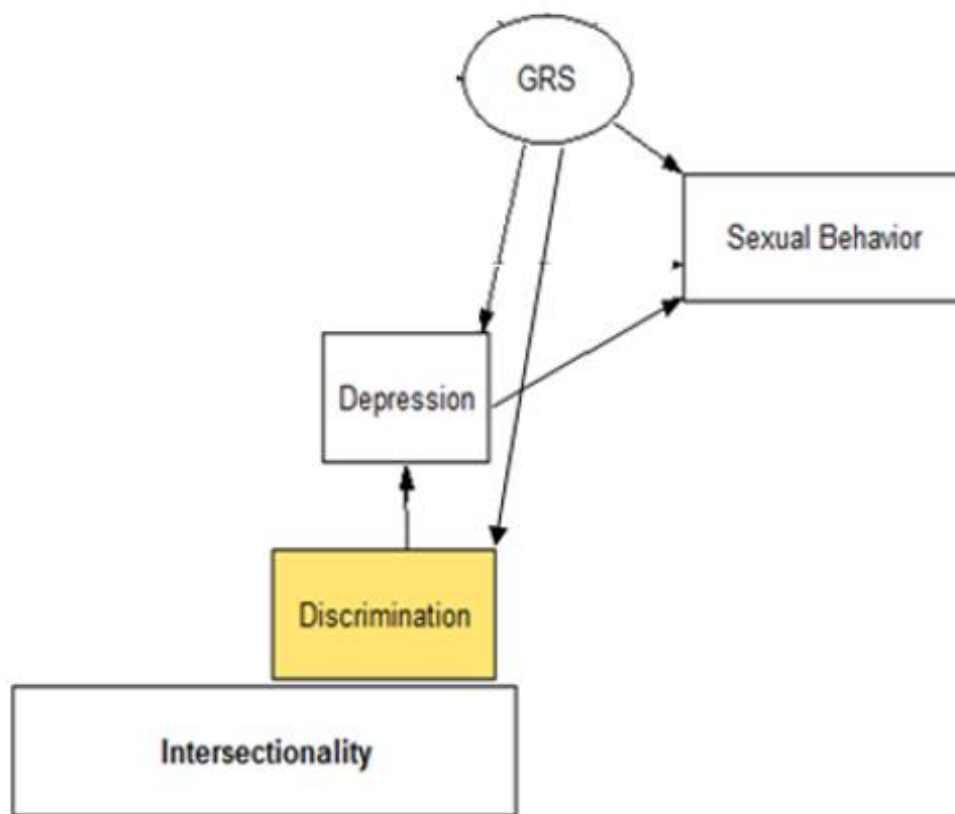 GRS
Sexual Behavior
Depression
Discrimination
Intersectionality